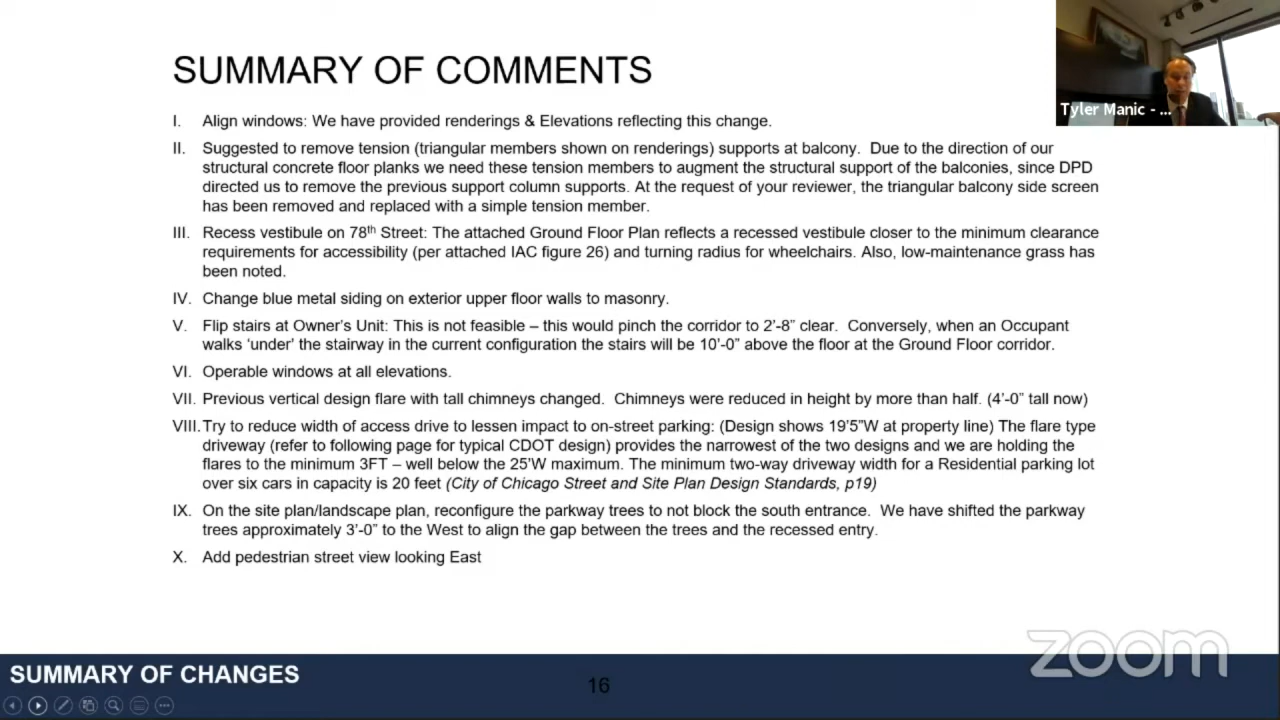 SUMMARY OF COMMENTS
Tyler Manic - ...
I. Align windows: We have provided renderings & Elevations reflecting this change.
II. Suggested to remove tension (triangular members shown on renderings) supports at balcony. Due to the direction of our
structural concrete floor planks we need these tension members to augment the structural support of the balconies, since DPD
directed us to remove the previous support column supports. At the request of your reviewer, the triangular balcony side screen
has been removed and replaced with a simple tension member.
III. Recess vestibule on 78th Street: The attached Ground Floor Plan reflects a recessed vestibule closer to the minimum clearance
requirements for accessibility (per attached IAC figure 26) and turning radius for wheelchairs. Also, low-maintenance grass has
been noted.
IV. Change blue metal siding on exterior upper floor walls to masonry.
V. Flip stairs at Owner's Unit: This is not feasible – this would pinch the corridor to 2'-8" clear. Conversely, when an Occupant
walks 'under' the stairway in the current configuration the stairs will be 10'-0" above the floor at the Ground Floor corridor.
VI. Operable windows at all elevations.
VII. Previous vertical design flare with tall chimneys changed. Chimneys were reduced in height by more than half. (4'-0" tall now)
VIII. Try to reduce width of access drive to lessen impact to on-street parking: (Design shows 19'5"W at property line) The flare type
driveway (refer to following page for typical CDOT design) provides the narrowest of the two designs and we are holding the
flares to the minimum 3FT – well below the 25'W maximum. The minimum two-way driveway width for a Residential parking lot
over six cars in capacity is 20 feet (City of Chicago Street and Site Plan Design Standards, p19)
IX. On the site plan/landscape plan, reconfigure the parkway trees to not block the south entrance. We have shifted the parkway
trees approximately 3'-0" to the West to align the gap between the trees and the recessed entry.
X. Add pedestrian street view looking East
zoom
SUMMARY OF CHANGES
16